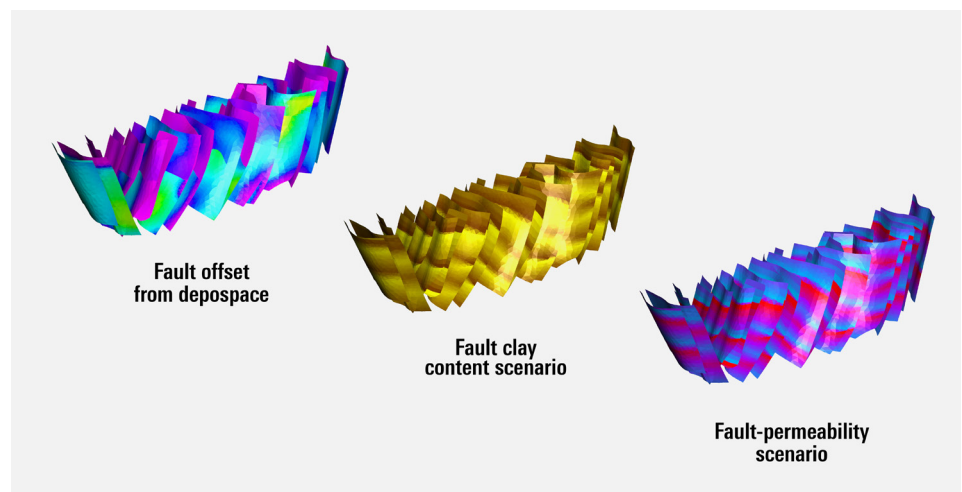 Fault offset
from depospace
Fault clay
content scenario
Fault-permeability
scenario